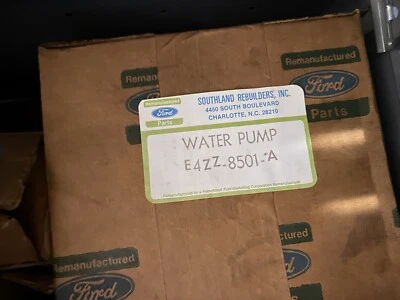 Remanufactured
Ford
Parts
Remanufactured
Ford
Parts
SOUTHLAND REBUILDERS, INC.
4450 SOUTH BOULEVARD
CHARLOTTE, N.C. 28210
WATER PUMP
E4ZZ-8501-A
Remanufactured
Ford
Parts
Remanufactured
Ford